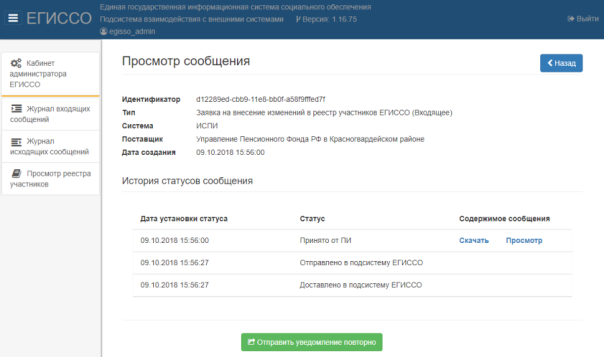 ЕГИССО
Единая государственная информационная система социального обеспечения
Подсистема взаимодействия с внешними системами Версия: 1.16.75
egisso_admin
Выйти
Кабинет
администратора
ЕГИССО
Журнал входящих
сообщений
Журнал
исходящих сообщений
Просмотр реестра
участников
Просмотр сообщения
Назад
Идентификатор d12289ed-cbb9-11e8-bb0f-a58f9fffed7f
Тип Заявка на внесение изменений в реестр участников ЕГИССО (Входящее)
Система ИСПИ
Поставщик Управление Пенсионного Фонда РФ в Красногвардейском районе
Дата создания 09.10.2018 15:56:00
История статусов сообщения
Дата установки статуса Статус Содержимое сообщения
09.10.2018 15:56:00 Принято от ПИ Скачать Просмотр
09.10.2018 15:56:27 Отправлено в подсистему ЕГИССО
09.10.2018 15:56:27 Доставлено в подсистему ЕГИССО
Отправить уведомление повторно